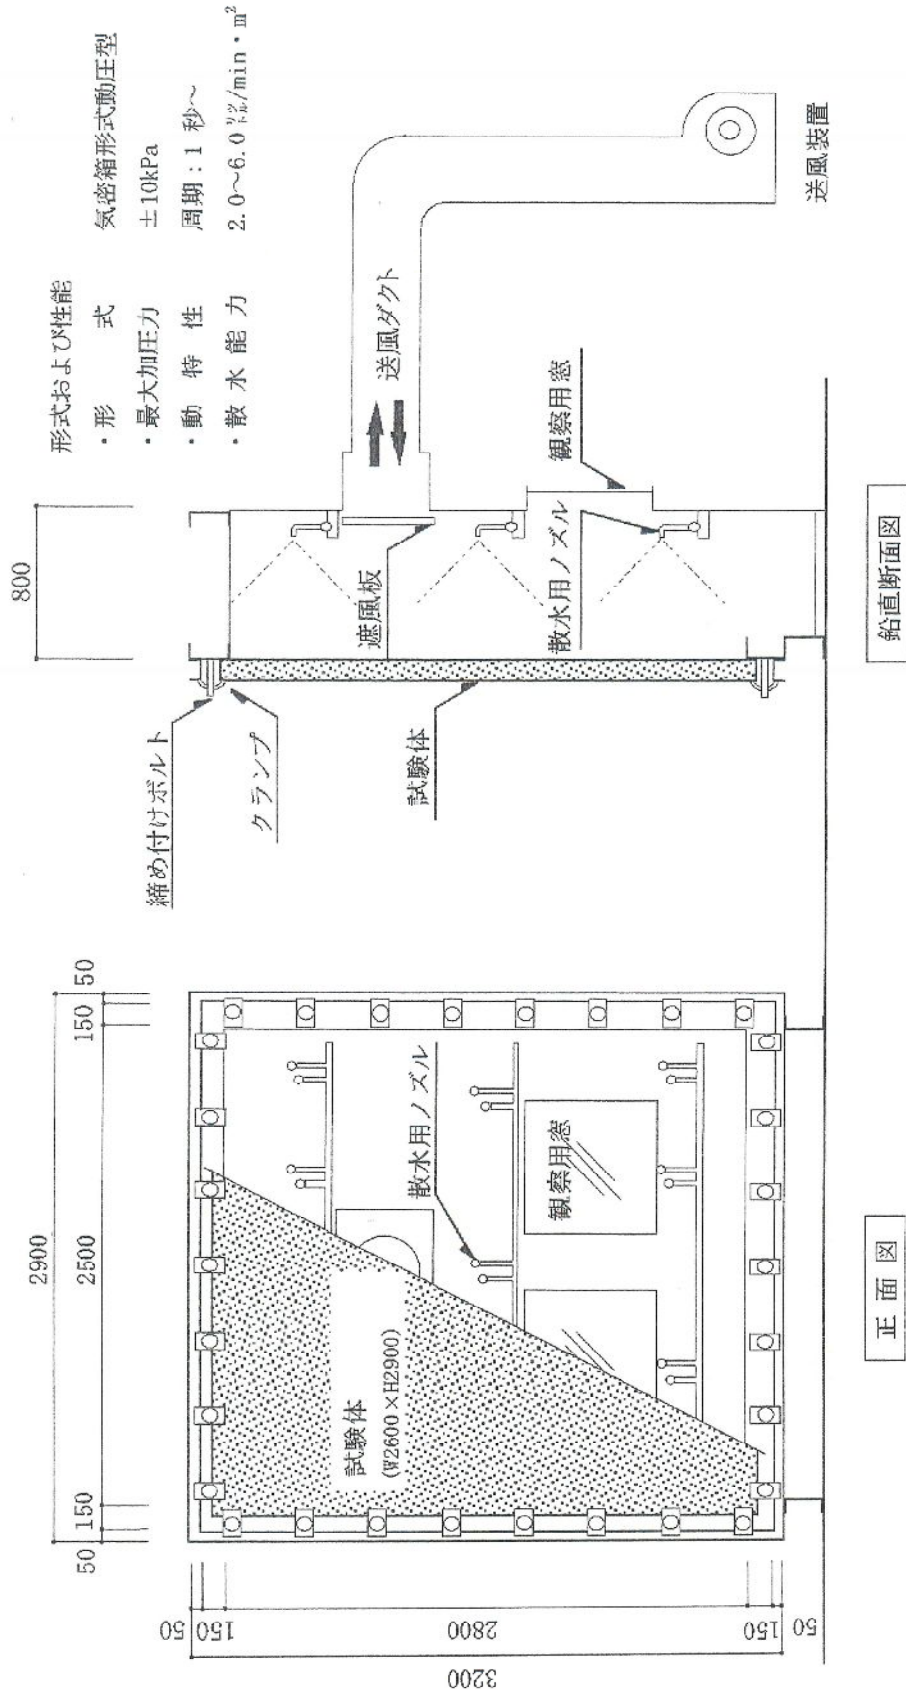 形式および性能
・形　　式　気密箱形式動圧型
・最大加圧力　±10kPa
・動 特 性　周期：1 秒～
・散 水 能 力　2.0～6.0 ㍑/min・m²
2900
50 150 2500 150 50
3200
50 150 2800 150 50
試験体
(W2600×H2900)
散水用ノズル
観察用窓
正 面 図
800
締め付けボルト
クランプ
試験体
遮風板
散水用ノズル
観察用窓
送風ダクト
送風装置
鉛直断面図